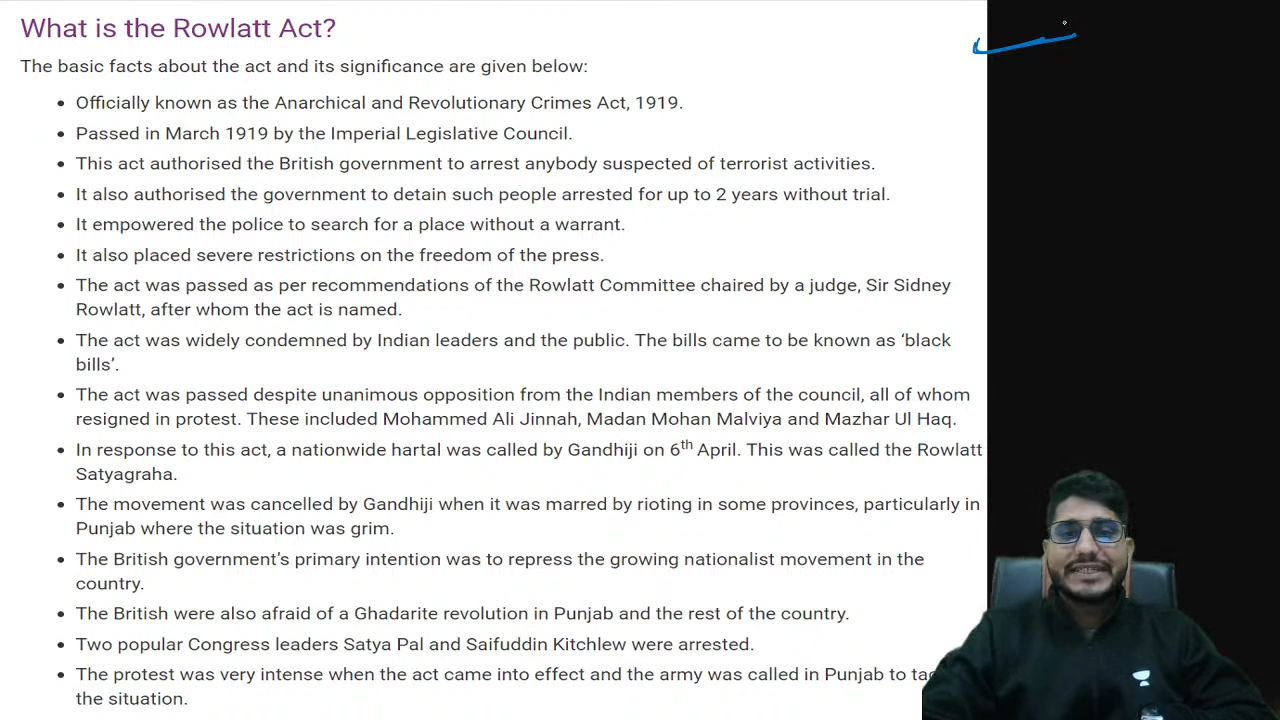 What is the Rowlatt Act?
The basic facts about the act and its significance are given below:
• Officially known as the Anarchical and Revolutionary Crimes Act, 1919.
• Passed in March 1919 by the Imperial Legislative Council.
• This act authorised the British government to arrest anybody suspected of terrorist activities.
• It also authorised the government to detain such people arrested for up to 2 years without trial.
• It empowered the police to search for a place without a warrant.
• It also placed severe restrictions on the freedom of the press.
• The act was passed as per recommendations of the Rowlatt Committee chaired by a judge, Sir Sidney
Rowlatt, after whom the act is named.
• The act was widely condemned by Indian leaders and the public. The bills came to be known as ‘black
bills’.
• The act was passed despite unanimous opposition from the Indian members of the council, all of whom
resigned in protest. These included Mohammed Ali Jinnah, Madan Mohan Malviya and Mazhar Ul Haq.
• In response to this act, a nationwide hartal was called by Gandhiji on 6th April. This was called the Rowlatt
Satyagraha.
• The movement was cancelled by Gandhiji when it was marred by rioting in some provinces, particularly in
Punjab where the situation was grim.
• The British government’s primary intention was to repress the growing nationalist movement in the
country.
• The British were also afraid of a Ghadarite revolution in Punjab and the rest of the country.
• Two popular Congress leaders Satya Pal and Saifuddin Kitchlew were arrested.
• The protest was very intense when the act came into effect and the army was called in Punjab to
the situation.